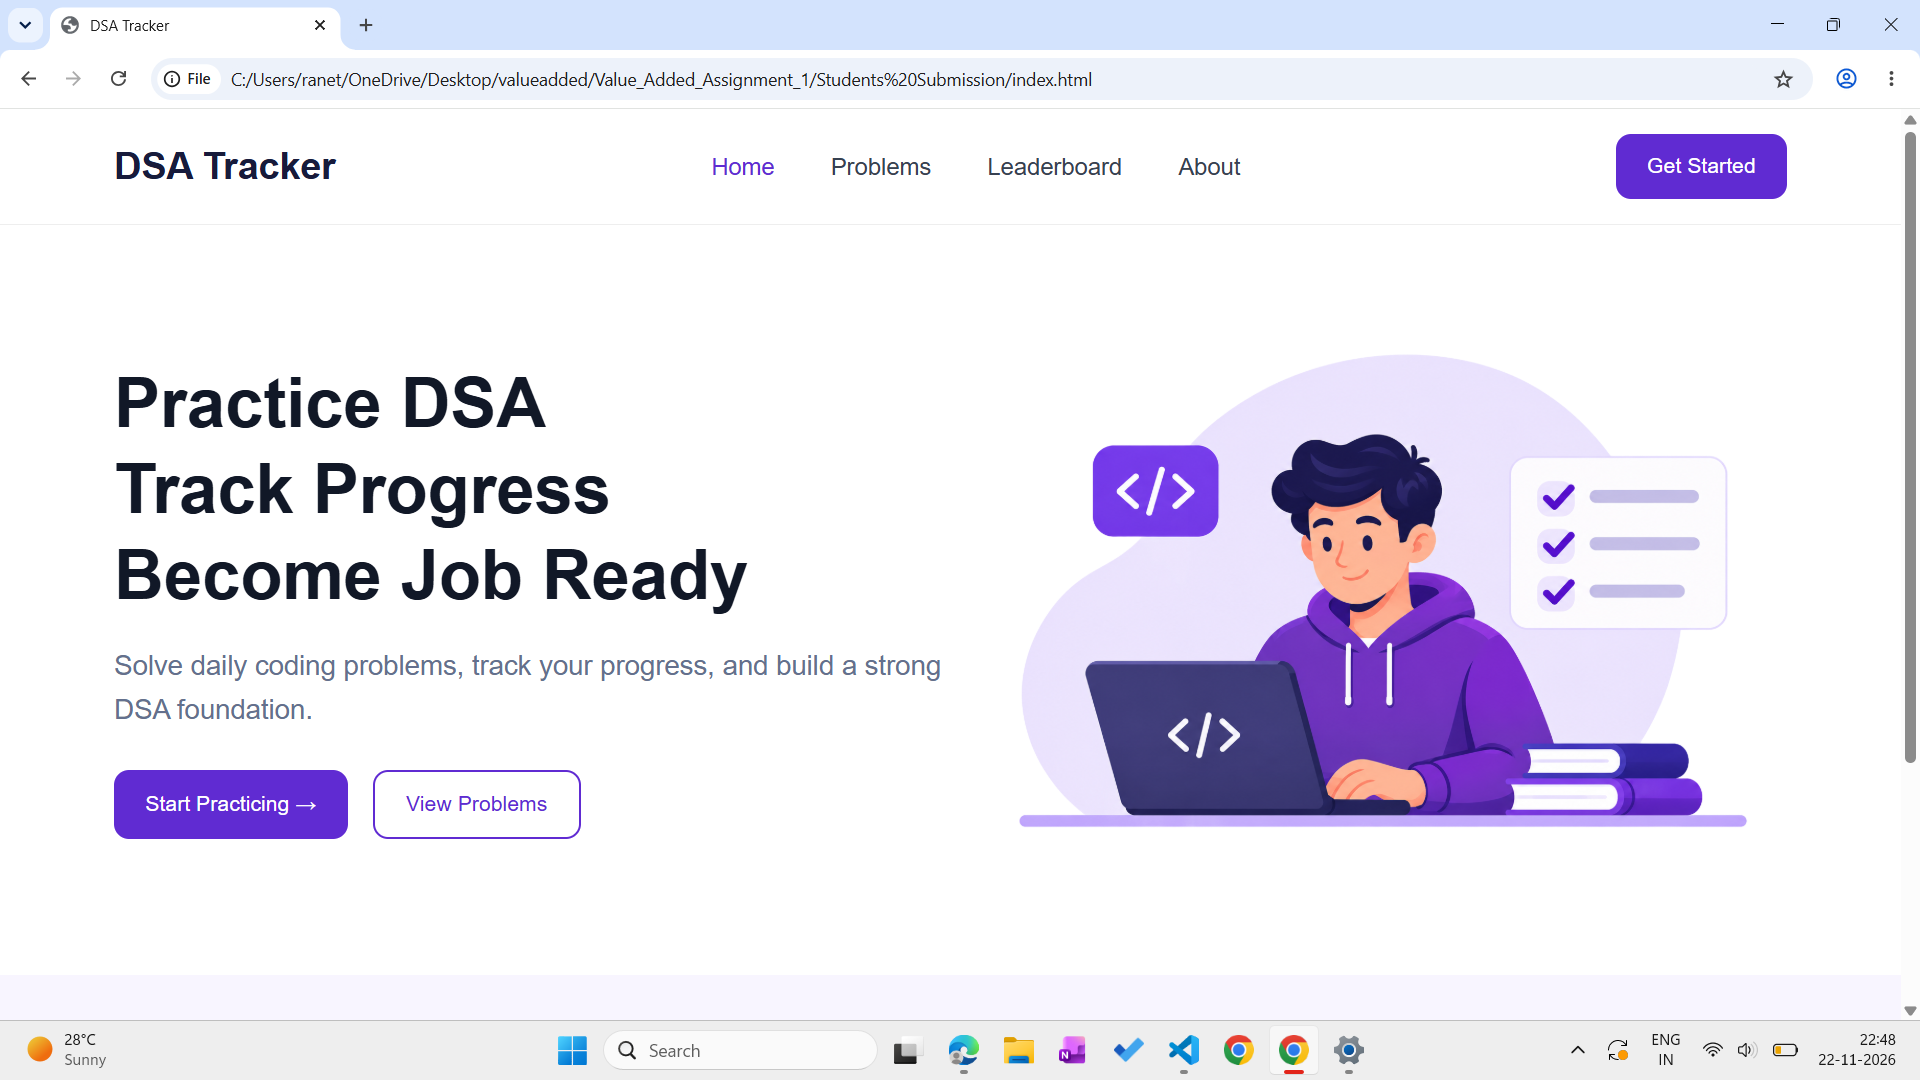 DSA Tracker
File
C:/Users/ranet/OneDrive/Desktop/valueadded/Value_Added_Assignment_1/Students%20Submission/index.html
DSA Tracker
Home
Problems
Leaderboard
About
Get Started
Practice DSA
Track Progress
Become Job Ready
Solve daily coding problems, track your progress, and build a strong
DSA foundation.
Start Practicing →
View Problems
</>
</>
28°C
Sunny
Search
N
ENG
IN
22:48
22-11-2026